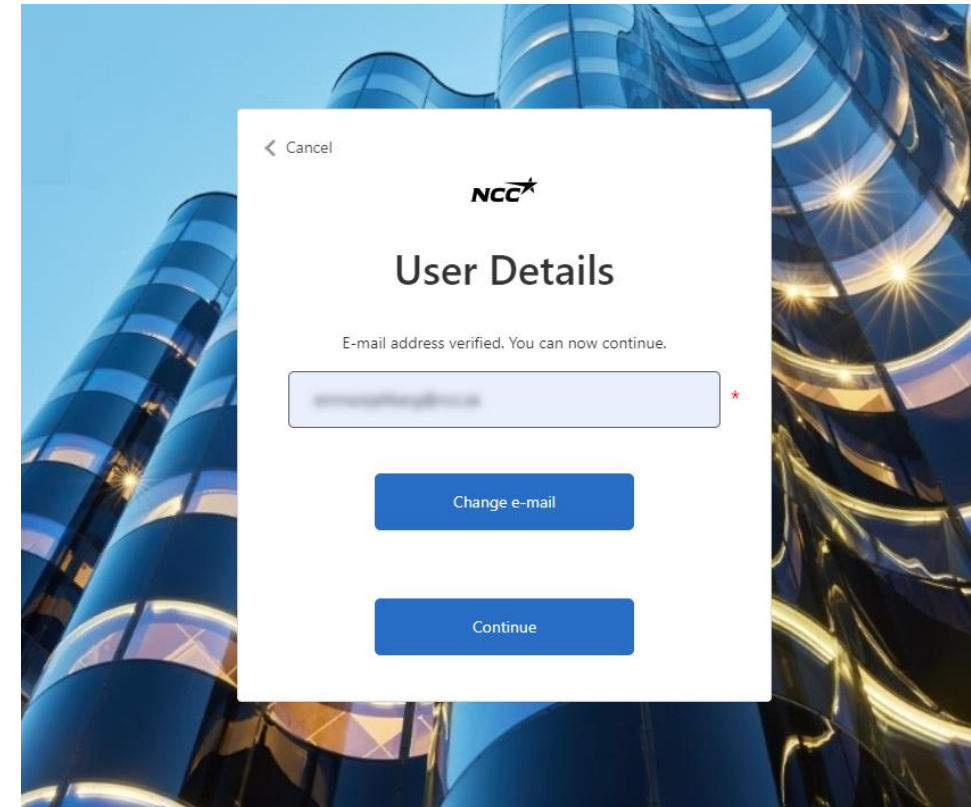 Cancel
NCC
User Details
E-mail address verified. You can now continue.
*
Change e-mail
Continue